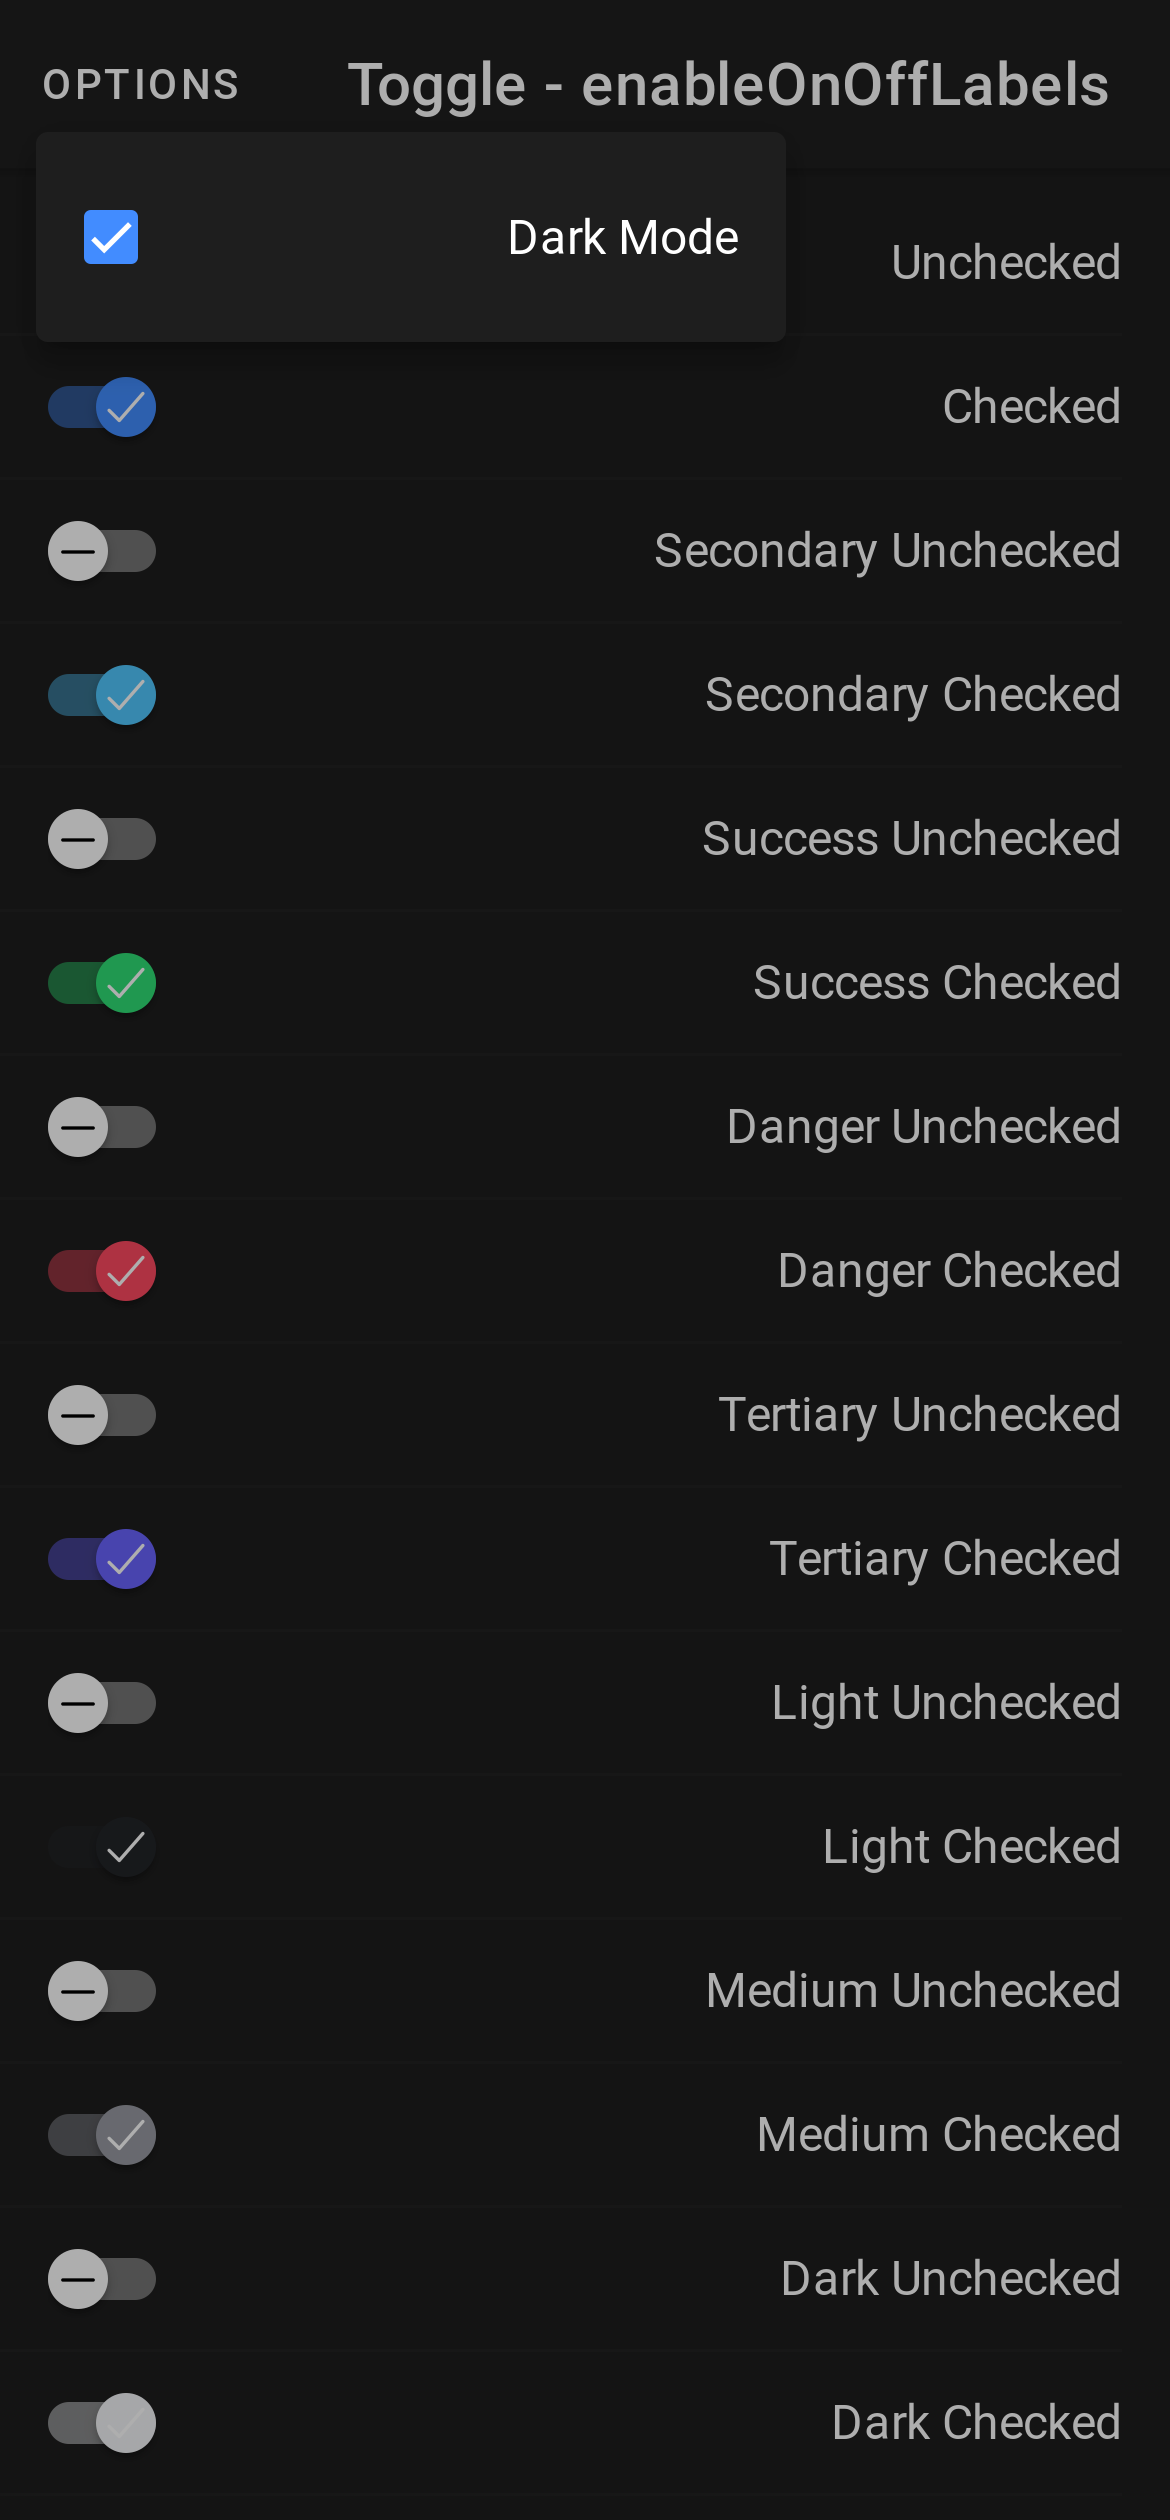 OPTIONS
Toggle - enableOnOffLabels
Dark Mode
Unchecked
Checked
Secondary Unchecked
Secondary Checked
Success Unchecked
Success Checked
Danger Unchecked
Danger Checked
Tertiary Unchecked
Tertiary Checked
Light Unchecked
Light Checked
Medium Unchecked
Medium Checked
Dark Unchecked
Dark Checked